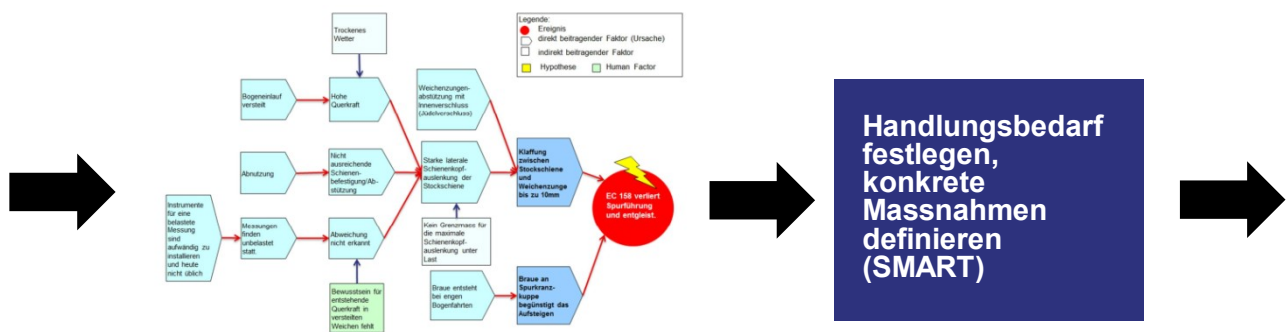 Legende:
Ereignis
direkt beitragender Faktor (Ursache)
indirekt beitragender Faktor
Hypothese
Human Factor
Trockenes
Wetter
Bogeneinlauf
versteilt
Hohe
Querkraft
Weichenzungen-
abstützung mit
Innenverschluss
(Jüdelverschluss)
Abnutzung
Nicht
ausreichende
Schienen-
befestigung/Ab-
stützung
Starke laterale
Schienenkopf-
auslenkung der
Stockschiene
Klaffung
zwischen
Stockschiene
und
Weichenzunge
bis zu 10mm
EC 158 verliert
Spurführung
und entgleist.
Instrumente
für eine
belastete
Messung
sind
aufwändig zu
installieren
und heute
nicht üblich
Messungen
finden
unbelastet
statt.
Abweichung
nicht erkannt
Kein Grenzmass für
die maximale
Schienenkopf-
auslenkung unter
Last
Bewusstsein für
entstehende
Querkraft in
versteilten
Weichen fehlt
Braue entsteht
bei engen
Bogenfahrten
Braue an
Spurkranz-
kuppe
begünstigt das
Aufsteigen
Handlungsbedarf
festlegen,
konkrete
Massnahmen
definieren
(SMART)